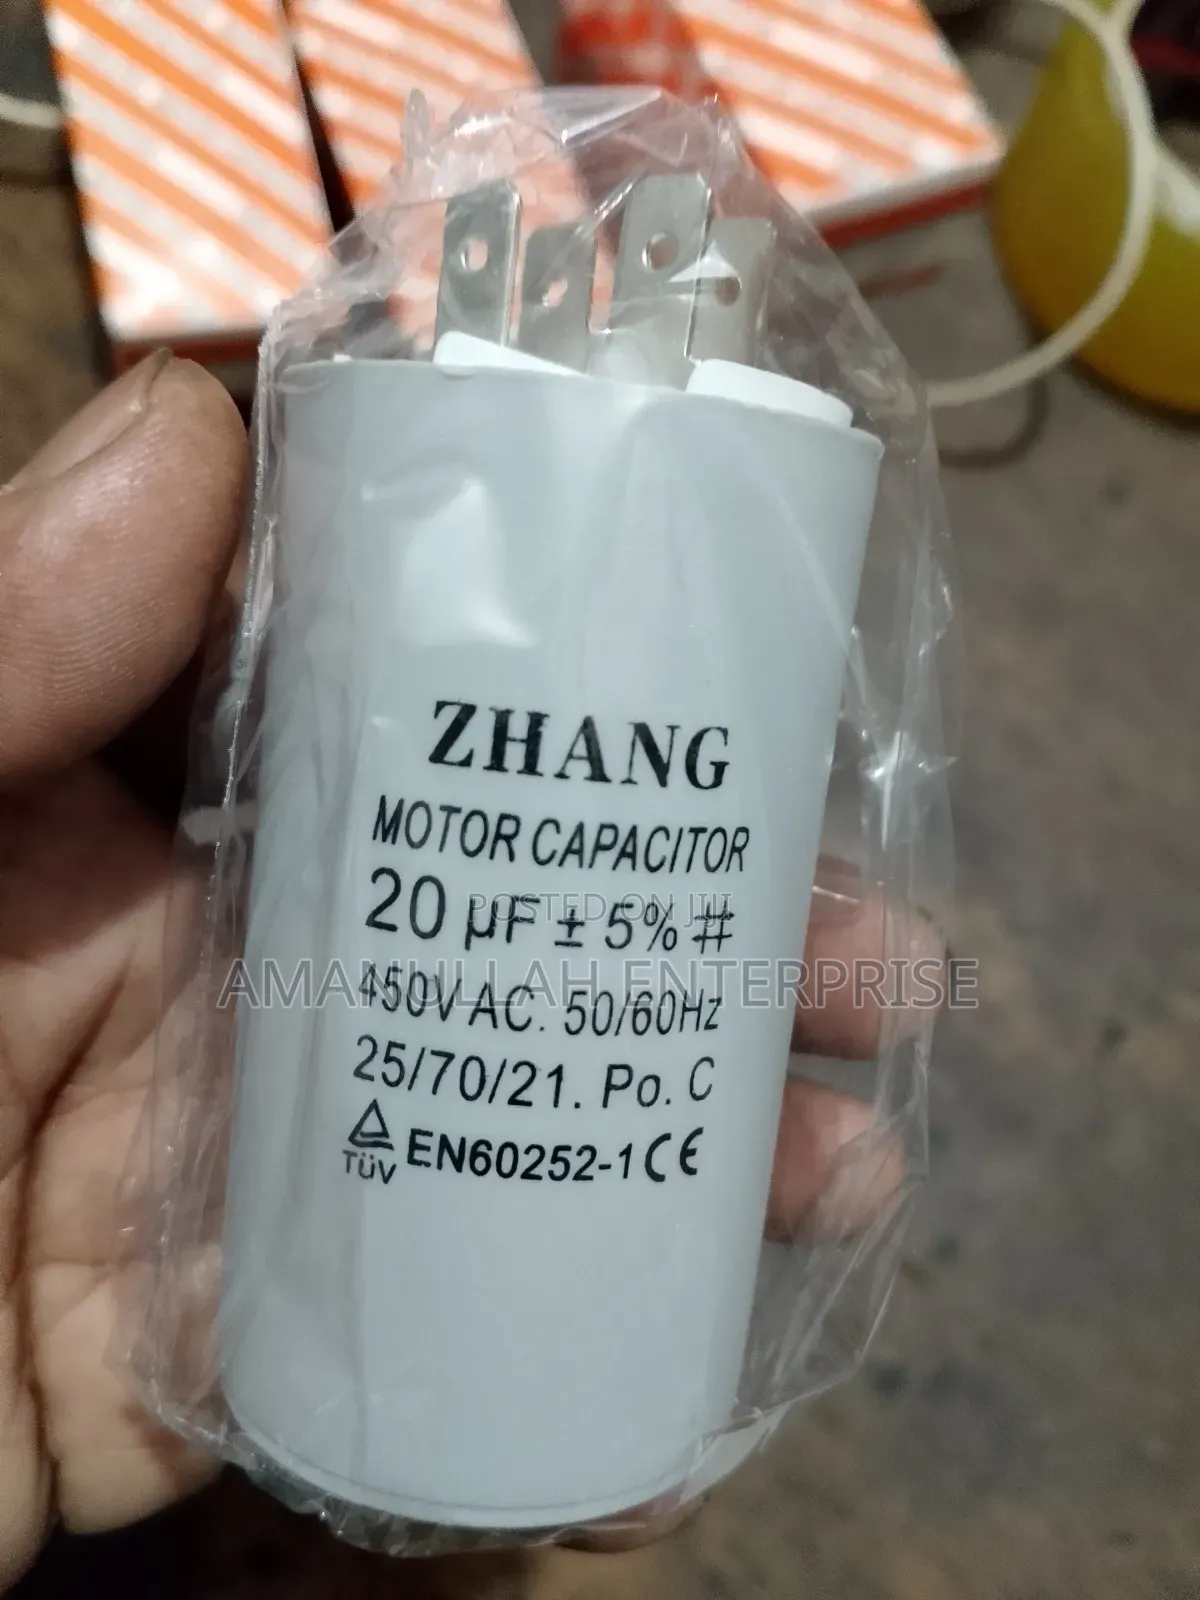 ZHANG
MOTOR CAPACITOR
20 µF ± 5% #
POSTED ON JIJI
AMANULLAH ENTERPRISE
450V AC. 50/60Hz
25/70/21. Po. C
TÜV EN60252-1 CE